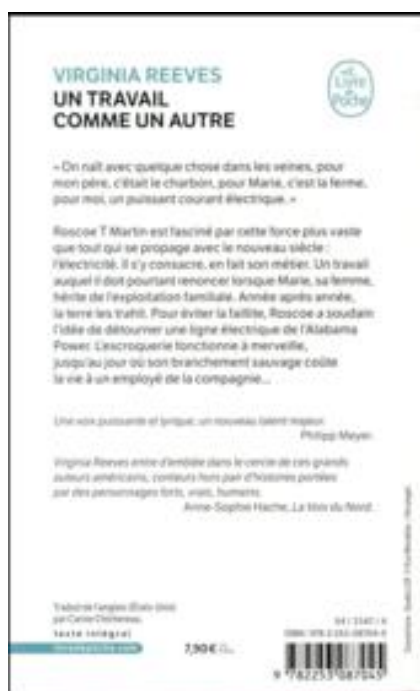 VIRGINIA REEVES
UN TRAVAIL
COMME UN AUTRE
Le Livre
de
Poche
« On naît avec quelque chose dans les veines, pour
mon père, c'était le charbon, pour Marie, c'est la ferme,
pour moi, un puissant courant électrique. »
Roscoe T Martin est fasciné par cette force plus vaste
que tout qui se propage avec le nouveau siècle :
l'électricité. Il s'y consacre, en fait son métier. Un travail
auquel il doit pourtant renoncer lorsque Marie, sa femme,
hérite de l'exploitation familiale. Année après année,
la terre les trahit. Pour éviter la faillite, Roscoe a soudain
l'idée de détourner une ligne électrique de l'Alabama
Power. L'escroquerie fonctionne à merveille,
jusqu'au jour où son branchement sauvage coûte
la vie à un employé de la compagnie…
Une voix puissante et lyrique, un nouveau talent majeur.
Philipp Meyer.
Virginia Reeves entre d'emblée dans le cercle de ces grands
auteurs américains, conteurs hors pair d'histoires portées
par des personnages forts, vrais, humains.
Anne-Sophie Hache, La Voix du Nord.
Traduit de l'anglais (États-Unis)
par Carine Chichereau.
texte intégral
7,90 €
9 782253 087045